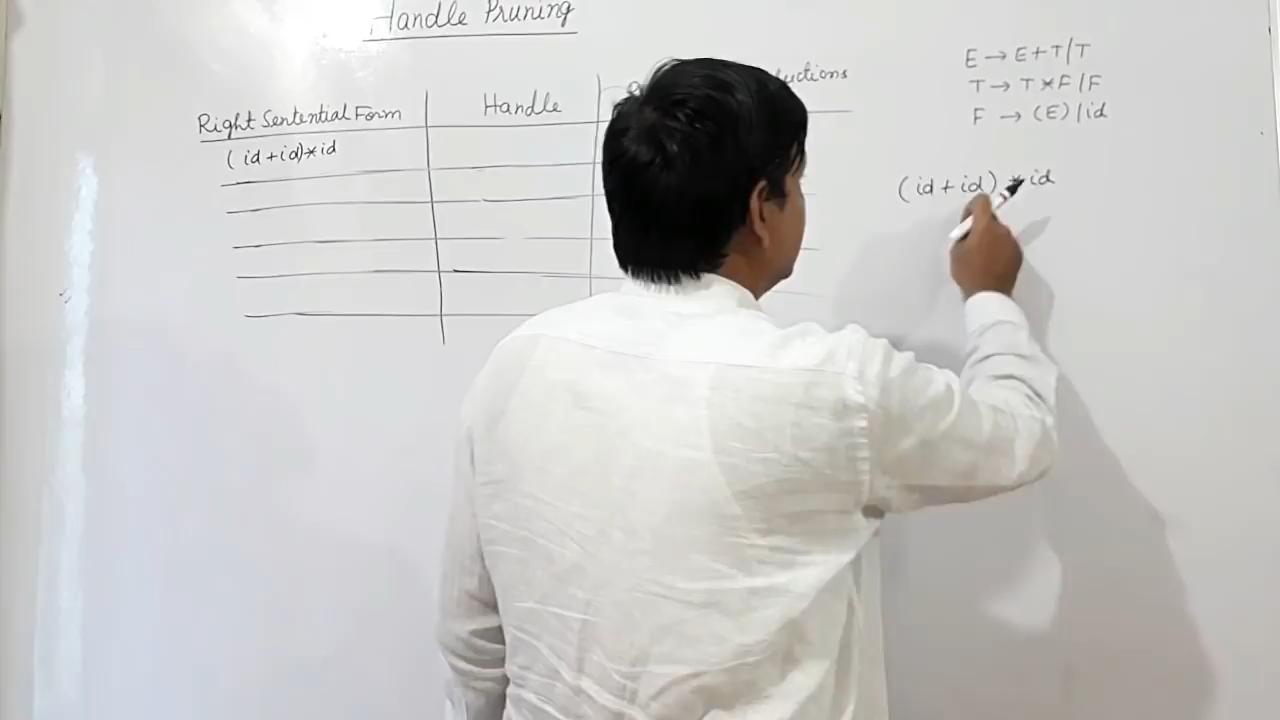 Handle Pruning
Right Sentential Form
Handle
(id+id)*id
E → E+T/T
T → T*F/F
F → (E)/id
(id+id) * id